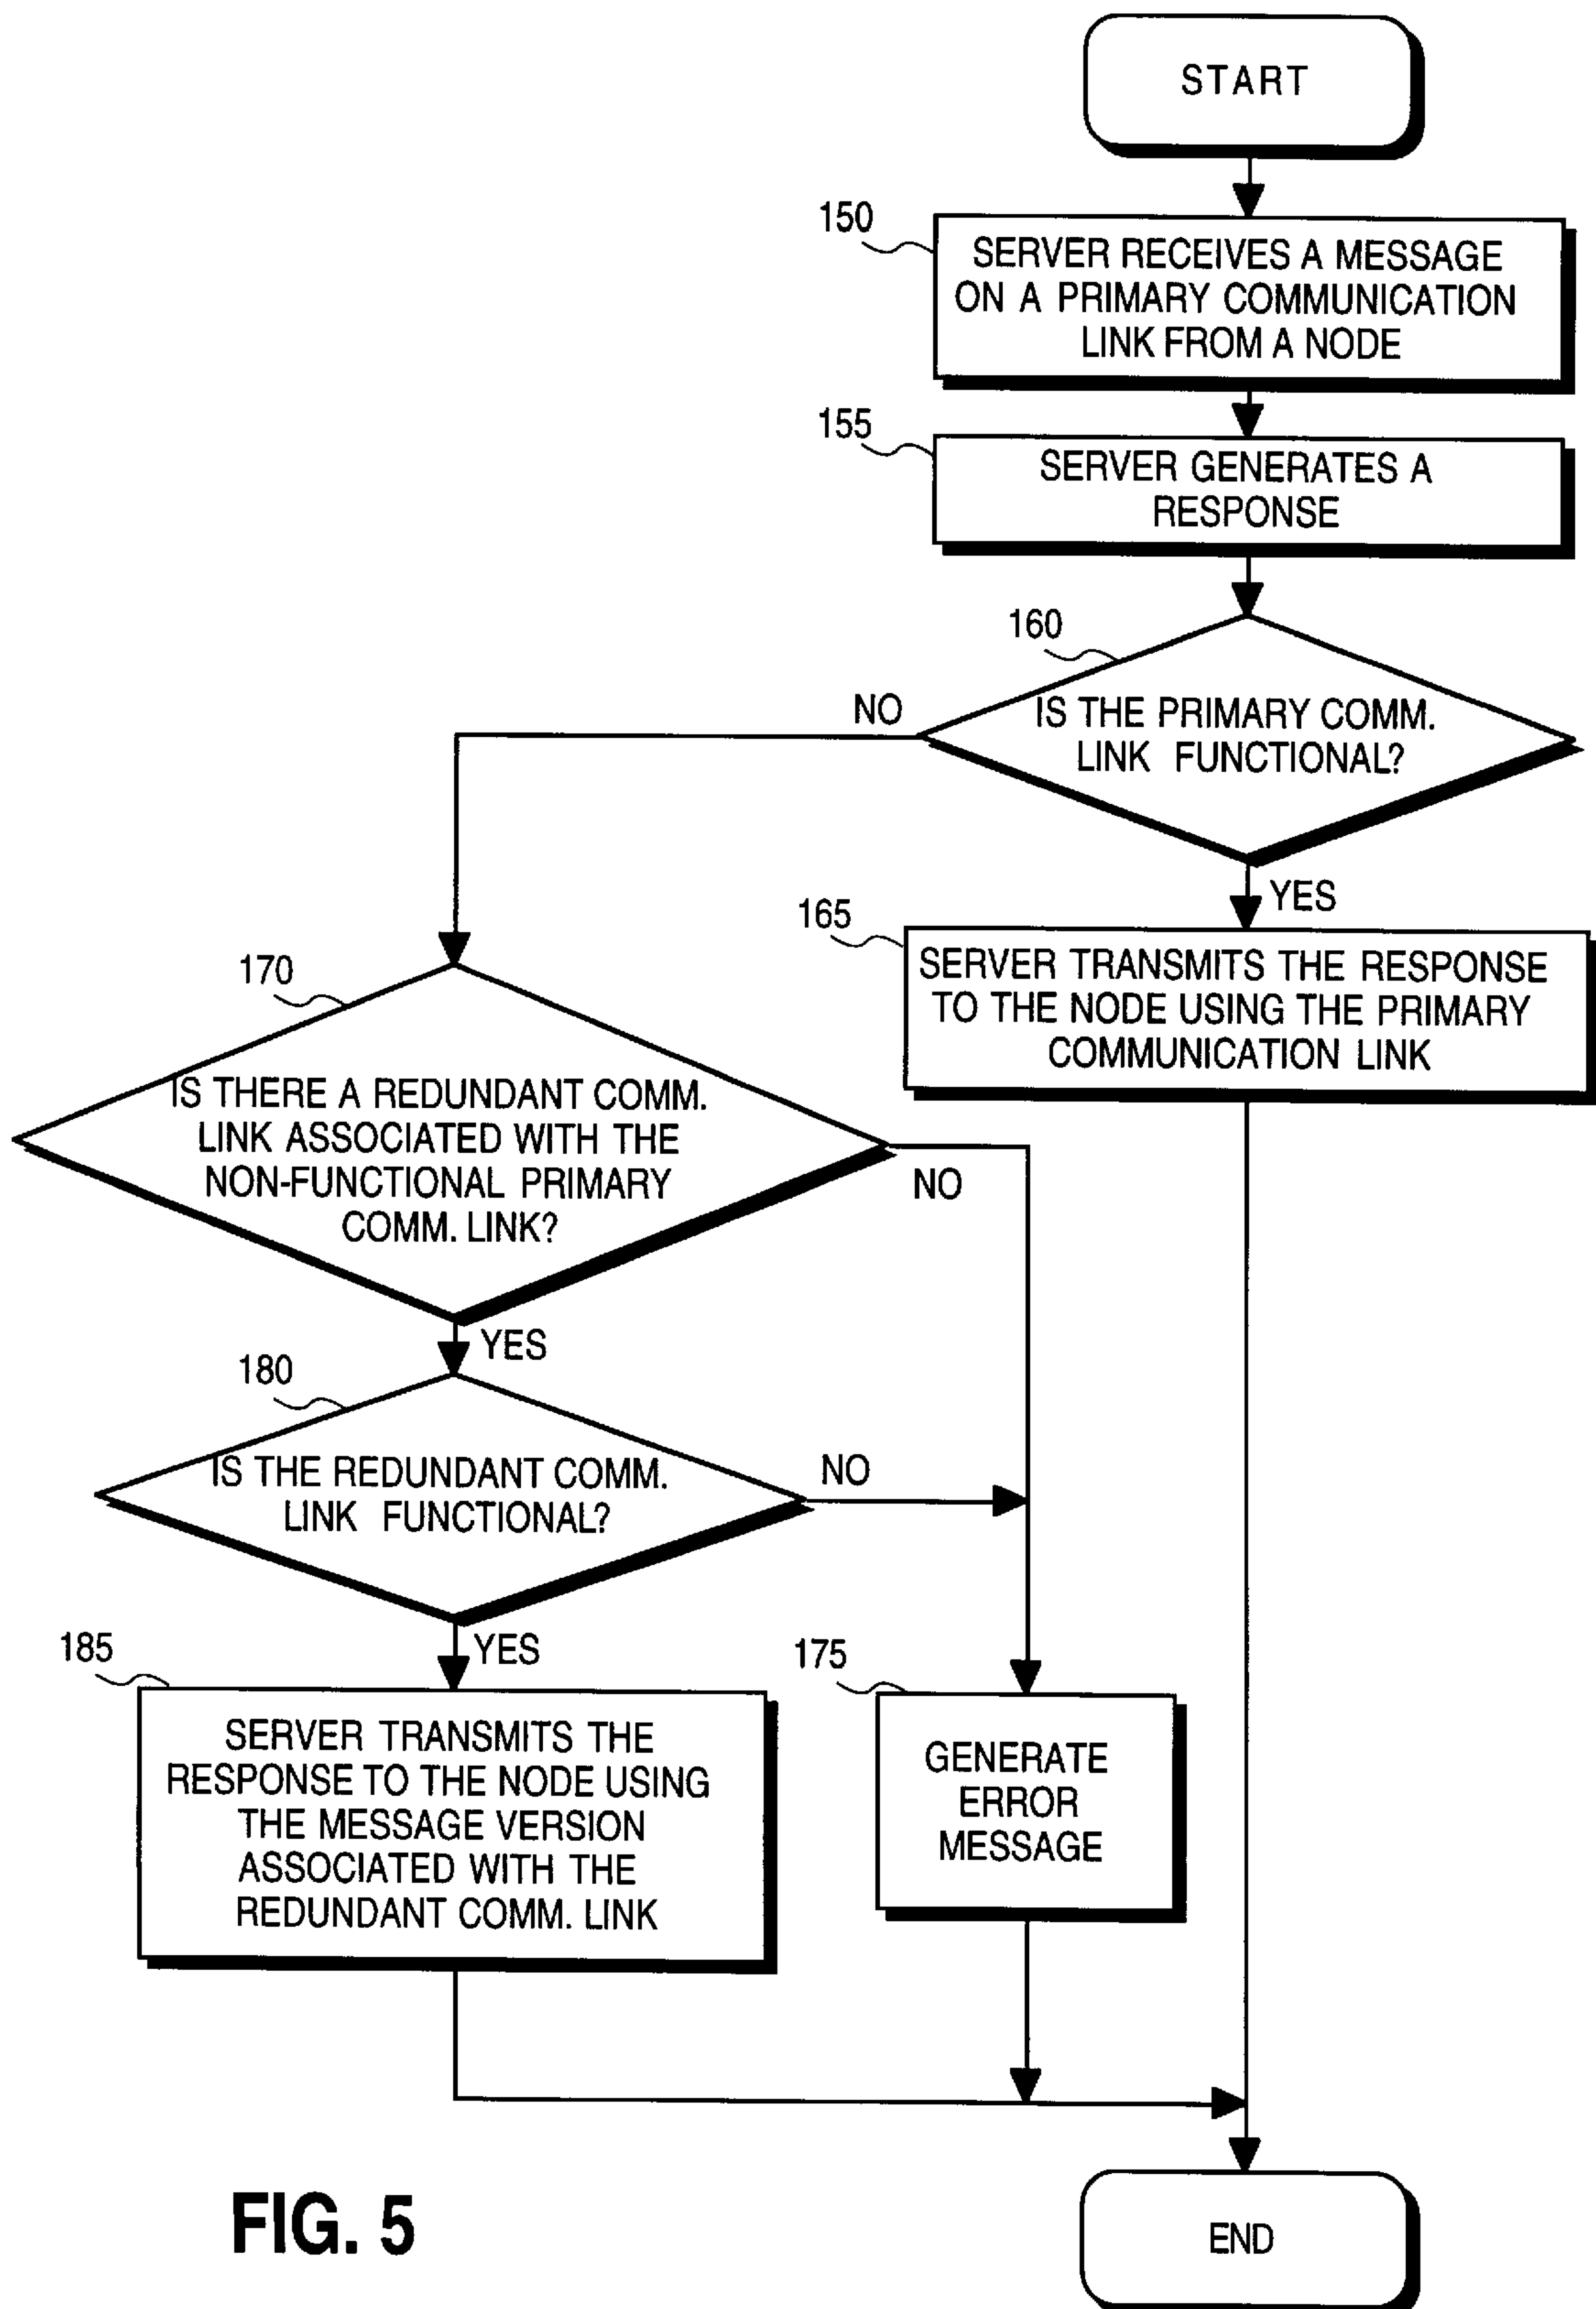 START
150
SERVER RECEIVES A MESSAGE
ON A PRIMARY COMMUNICATION
LINK FROM A NODE
155
SERVER GENERATES A
RESPONSE
160
IS THE PRIMARY COMM.
LINK FUNCTIONAL?
NO
YES
165
SERVER TRANSMITS THE RESPONSE
TO THE NODE USING THE PRIMARY
COMMUNICATION LINK
170
IS THERE A REDUNDANT COMM.
LINK ASSOCIATED WITH THE
NON-FUNCTIONAL PRIMARY
COMM. LINK?
NO
YES
180
IS THE REDUNDANT COMM.
LINK FUNCTIONAL?
NO
YES
185
SERVER TRANSMITS THE
RESPONSE TO THE NODE USING
THE MESSAGE VERSION
ASSOCIATED WITH THE
REDUNDANT COMM. LINK
175
GENERATE
ERROR
MESSAGE
FIG. 5
END